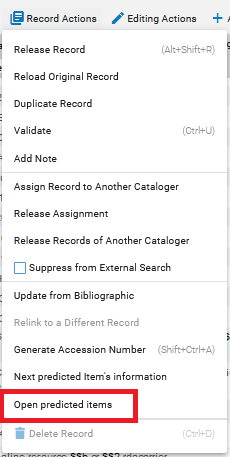 Record Actions Editing Actions
Release Record (Alt+Shift+R)
Reload Original Record
Duplicate Record
Validate (Ctrl+U)
Add Note
Assign Record to Another Cataloger
Release Assignment
Release Records of Another Cataloger
Suppress from External Search
Update from Bibliographic
Relink to a Different Record
Generate Accession Number (Shift+Ctrl+A)
Next predicted Item's information
Open predicted items
Delete Record (Ctrl+D)